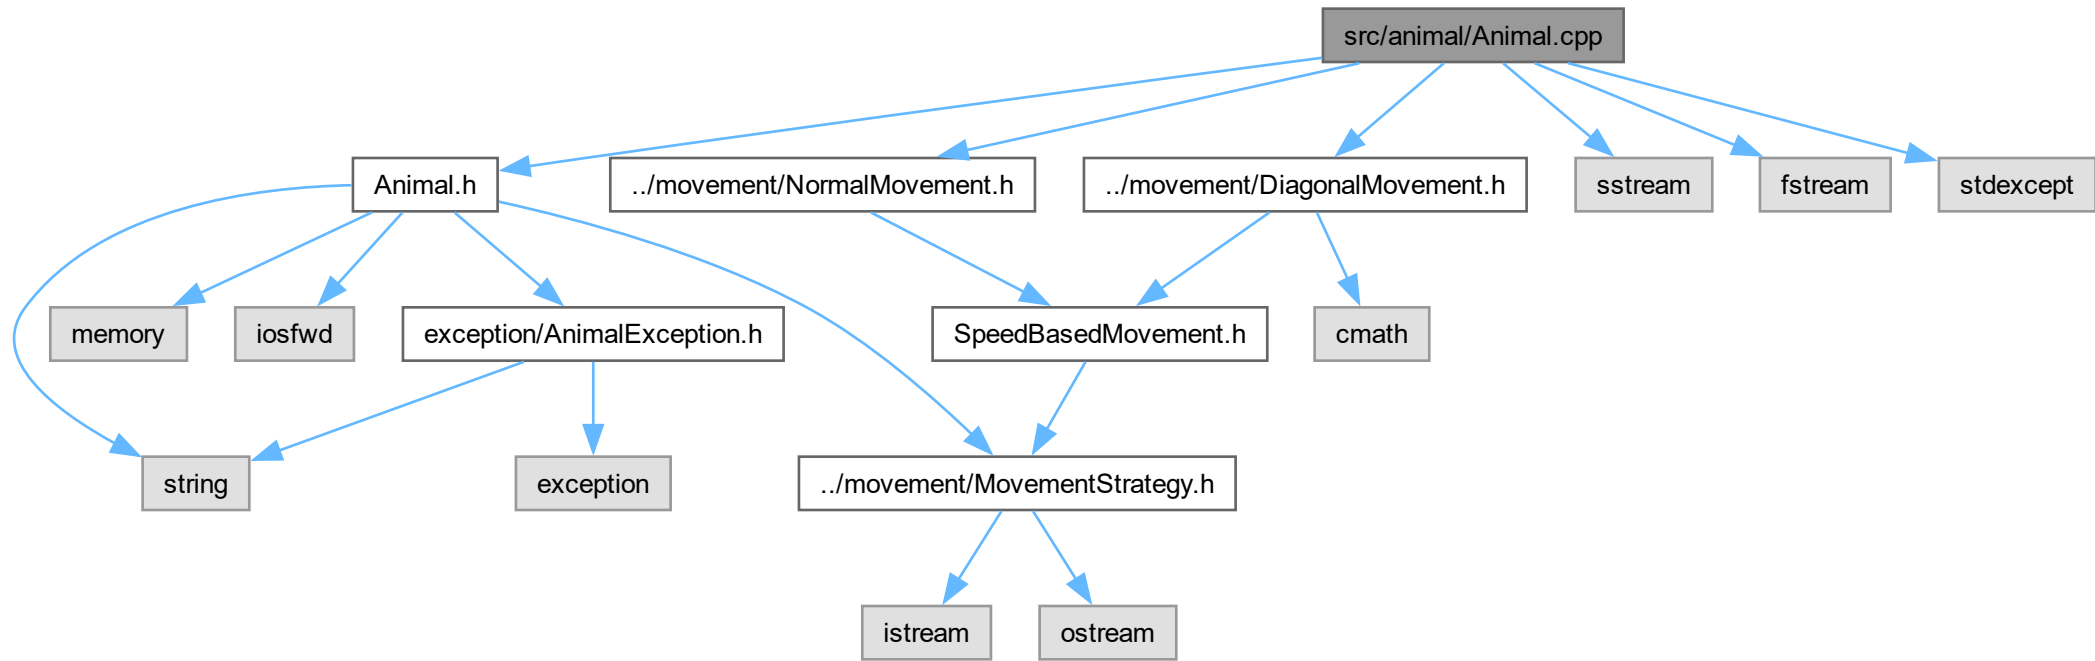 src/animal/Animal.cpp
Animal.h
../movement/NormalMovement.h
../movement/DiagonalMovement.h
sstream
fstream
stdexcept
memory
iosfwd
exception/AnimalException.h
SpeedBasedMovement.h
cmath
string
exception
../movement/MovementStrategy.h
istream
ostream